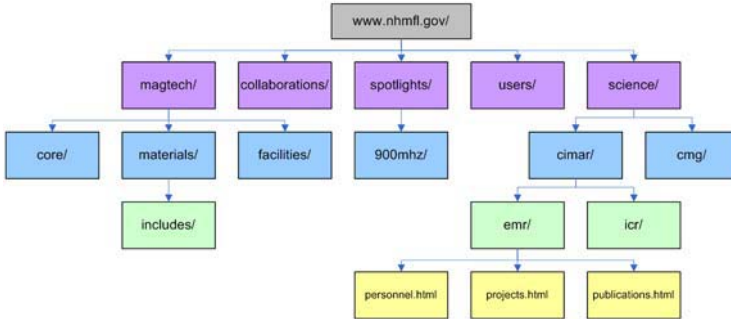 www.nhmfl.gov/
magtech/ collaborations/ spotlights/ users/ science/
core/ materials/ facilities/ 900mhz/ cimar/ cmg/
includes/ emr/ icr/
personnel.html projects.html publications.html